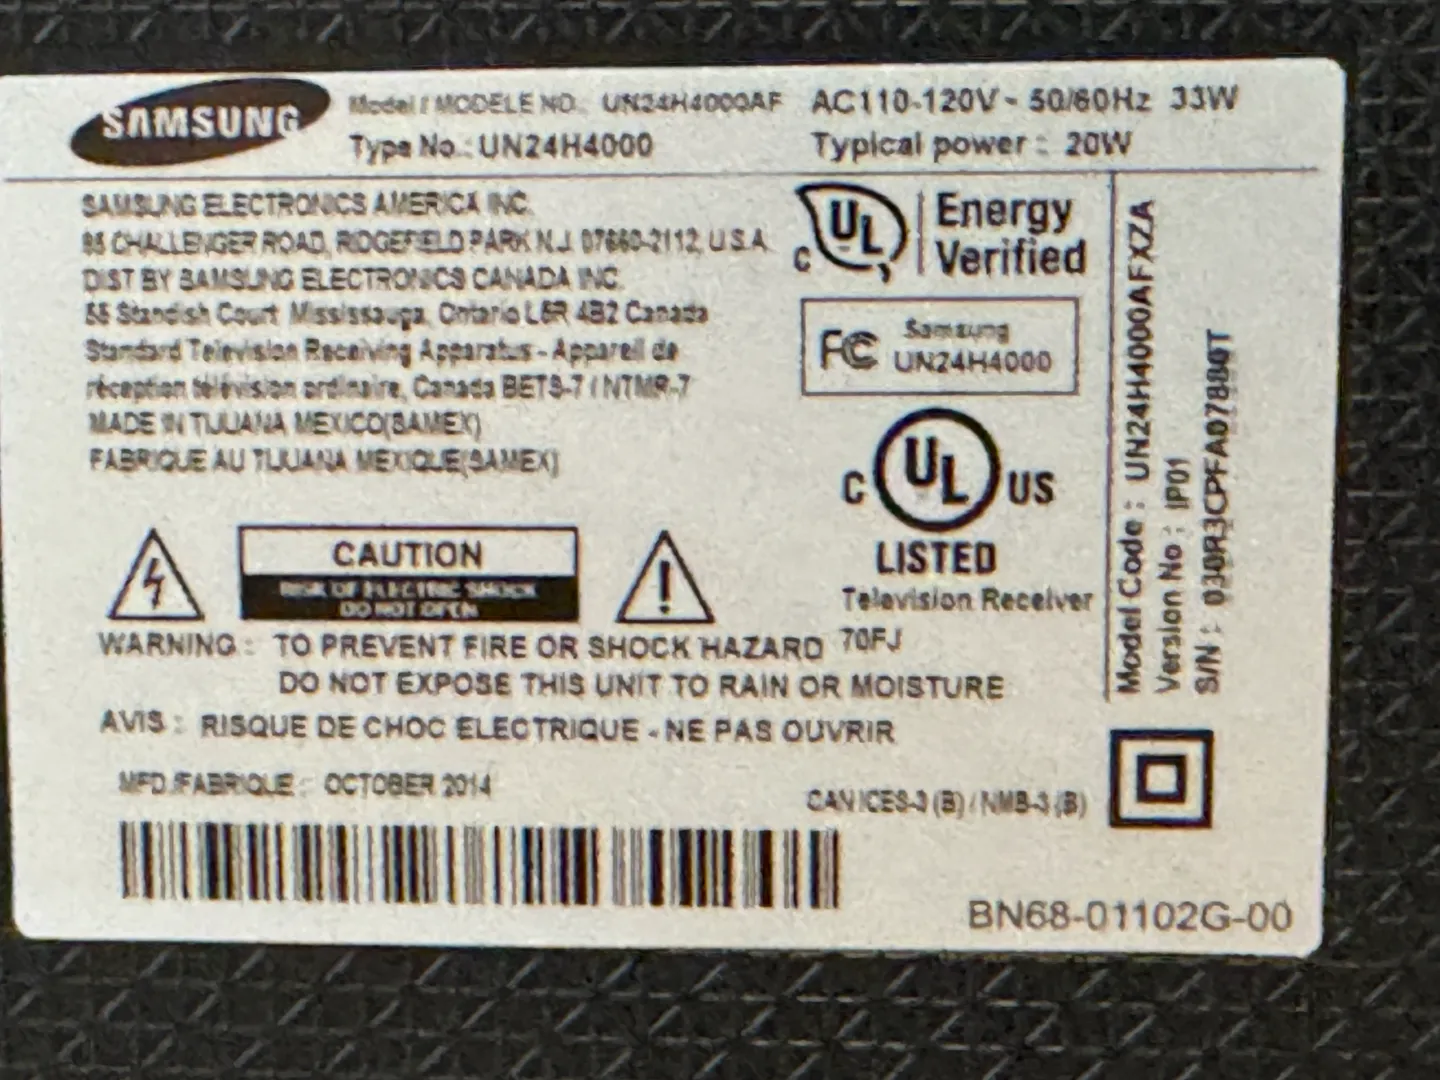 SAMSUNG
Model / MODELE NO. UN24H4000AF AC110-120V~ 50/60Hz 33W
Type No.: UN24H4000 Typical power : 20W
SAMSUNG ELECTRONICS AMERICA INC.
85 CHALLENGER ROAD, RIDGEFIELD PARK N.J. 07660-2112, U.S.A.
DIST BY SAMSUNG ELECTRONICS CANADA INC.
55 Standish Court Mississauga, Ontario L5R 4B2 Canada
Standard Television Receiving Apparatus - Appareil de
réception télévision ordinaire, Canada BETS-7 / NTMR-7
MADE IN TIJUANA MEXICO(SAMEX)
FABRIQUE AU TIJUANA MEXIQUE(SAMEX)
C UL Energy
Verified
FC Samsung
UN24H4000
C UL US
LISTED
Television Receiver
70FJ
CAUTION
RISK OF ELECTRIC SHOCK
DO NOT OPEN
WARNING : TO PREVENT FIRE OR SHOCK HAZARD
DO NOT EXPOSE THIS UNIT TO RAIN OR MOISTURE
AVIS : RISQUE DE CHOC ELECTRIQUE - NE PAS OUVRIR
MFD./FABRIQUE : OCTOBER 2014
CAN ICES-3 (B) / NMB-3 (B)
BN68-01102G-00
Model Code : UN24H4000AFXZA
Version No : IP01
S/N :